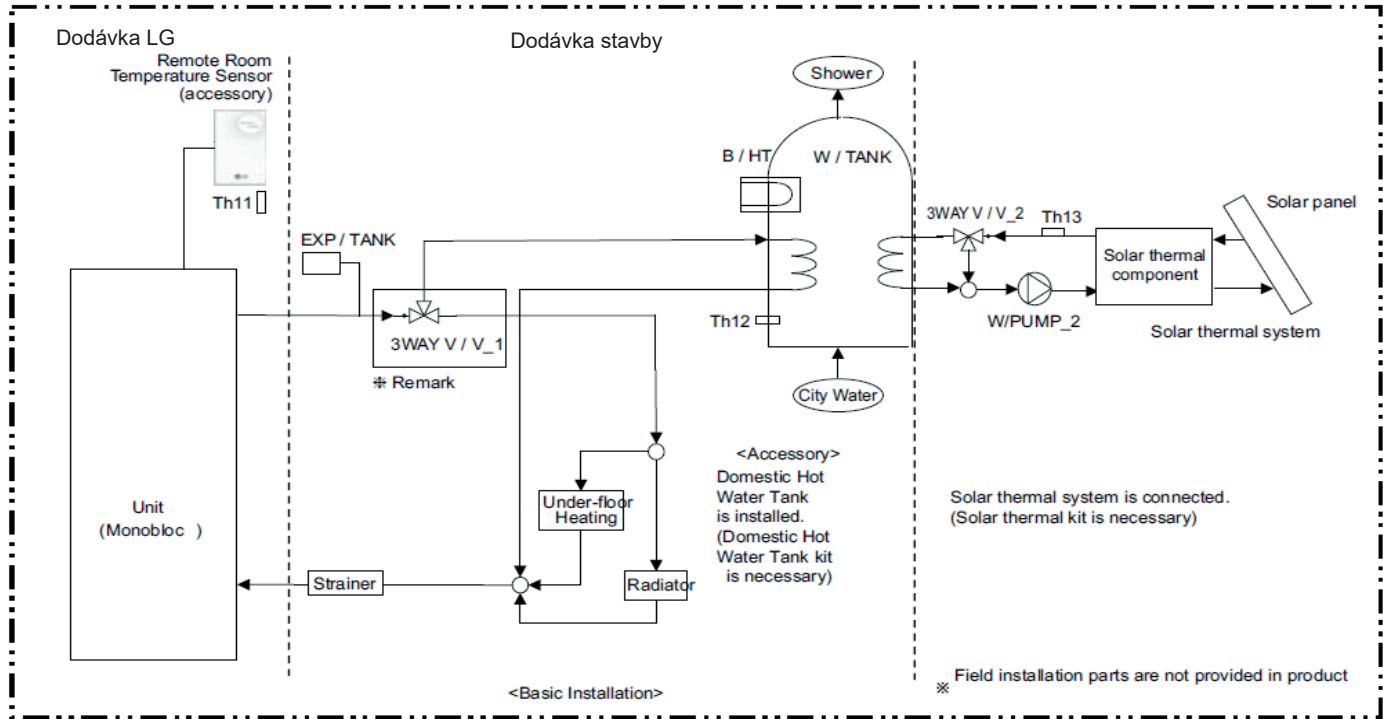 Dodávka LG
Dodávka stavby
Remote Room
Temperature Sensor
(accessory)
Th11
Shower
B / HT
W / TANK
EXP / TANK
3WAY V / V_1
※ Remark
Th12
City Water
3WAY V / V_2
Th13
Solar thermal
component
Solar panel
W/PUMP_2
Solar thermal system
Unit
(Monobloc )
Strainer
Under-floor
Heating
Radiator
<Accessory>
Domestic Hot
Water Tank
is installed.
(Domestic Hot
Water Tank kit
is necessary)
Solar thermal system is connected.
(Solar thermal kit is necessary)
<Basic Installation>
※ Field installation parts are not provided in product